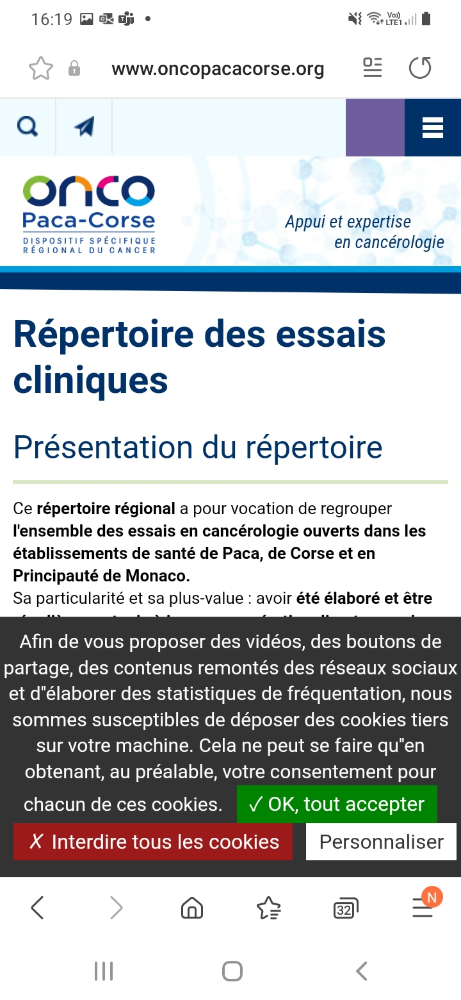 16:19
Vo))
LTE1
www.oncopacacorse.org
onco
Paca-Corse
DISPOSITIF SPÉCIFIQUE
RÉGIONAL DU CANCER
Appui et expertise
en cancérologie
Répertoire des essais
cliniques
Présentation du répertoire
Ce répertoire régional a pour vocation de regrouper
l'ensemble des essais en cancérologie ouverts dans les
établissements de santé de Paca, de Corse et en
Principauté de Monaco.
Sa particularité et sa plus-value : avoir été élaboré et être
Afin de vous proposer des vidéos, des boutons de
partage, des contenus remontés des réseaux sociaux
et d"élaborer des statistiques de fréquentation, nous
sommes susceptibles de déposer des cookies tiers
sur votre machine. Cela ne peut se faire qu"en
obtenant, au préalable, votre consentement pour
chacun de ces cookies. ✓ OK, tout accepter
✗ Interdire tous les cookies Personnaliser
32
N